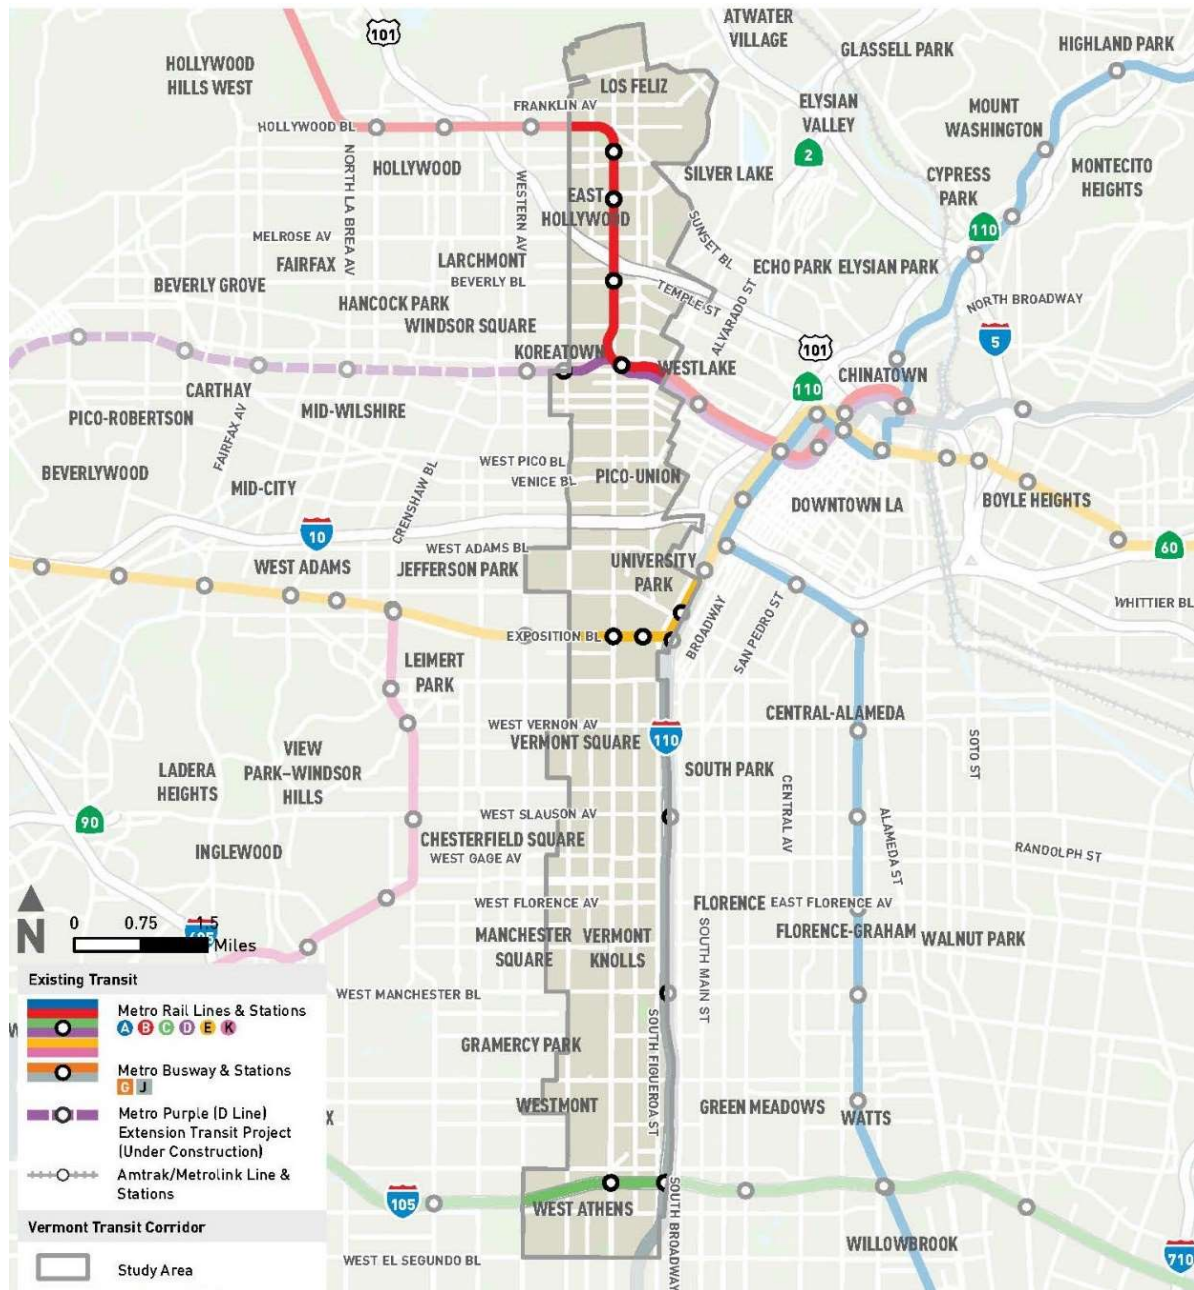 101
ATWATER
VILLAGE
GLASSELL PARK
HIGHLAND PARK
HOLLYWOOD
HILLS WEST
LOS FELIZ
FRANKLIN AV
ELYSIAN
VALLEY
MOUNT
WASHINGTON
HOLLYWOOD BL
2
HOLLYWOOD
NORTH LA BREA AV
WESTERN AV
SILVER LAKE
CYPRESS
PARK
MONTECITO
HEIGHTS
EAST
HOLLYWOOD
110
SUNSET BL
MELROSE AV
FAIRFAX
LARCHMONT
BEVERLY BL
ECHO PARK
ELYSIAN PARK
BEVERLY GROVE
HANCOCK PARK
TEMPLE ST
ALVARADO ST
NORTH BROADWAY
WINDSOR SQUARE
5
KOREATOWN
WESTLAKE
101
110
CHINATOWN
CARTHAY
MID-WILSHIRE
PICO-ROBERTSON
FAIRFAX AV
BEVERLYWOOD
MID-CITY
CRENSHAW BL
WEST PICO BL
VENICE BL
PICO-UNION
DOWNTOWN LA
BOYLE HEIGHTS
10
WEST ADAMS BL
WEST ADAMS
JEFFERSON PARK
UNIVERSITY
PARK
60
WHITTIER BL
BROADWAY
SAN PEDRO ST
EXPOSITION BL
LEIMERT
PARK
WEST VERNON AV
VERMONT SQUARE
110
CENTRAL-ALAMEDA
SOTO ST
VIEW
PARK–WINDSOR
HILLS
LADERA
HEIGHTS
SOUTH PARK
CENTRAL AV
90
WEST SLAUSON AV
CHESTERFIELD SQUARE
ALAMEDA ST
INGLEWOOD
WEST GAGE AV
RANDOLPH ST
N
0 0.75 1.5
Miles
405
WEST FLORENCE AV
FLORENCE
EAST FLORENCE AV
MANCHESTER
SQUARE
VERMONT
KNOLLS
SOUTH MAIN ST
FLORENCE-GRAHAM
WALNUT PARK
WEST MANCHESTER BL
GRAMERCY PARK
SOUTH FIGUEROA ST
WESTMONT
GREEN MEADOWS
WATTS
105
WEST ATHENS
SOUTH BROADWAY
WEST EL SEGUNDO BL
WILLOWBROOK
710
Existing Transit
Metro Rail Lines & Stations
A B C D E K
Metro Busway & Stations
G J
Metro Purple (D Line)
Extension Transit Project
(Under Construction)
Amtrak/Metrolink Line &
Stations
Vermont Transit Corridor
Study Area